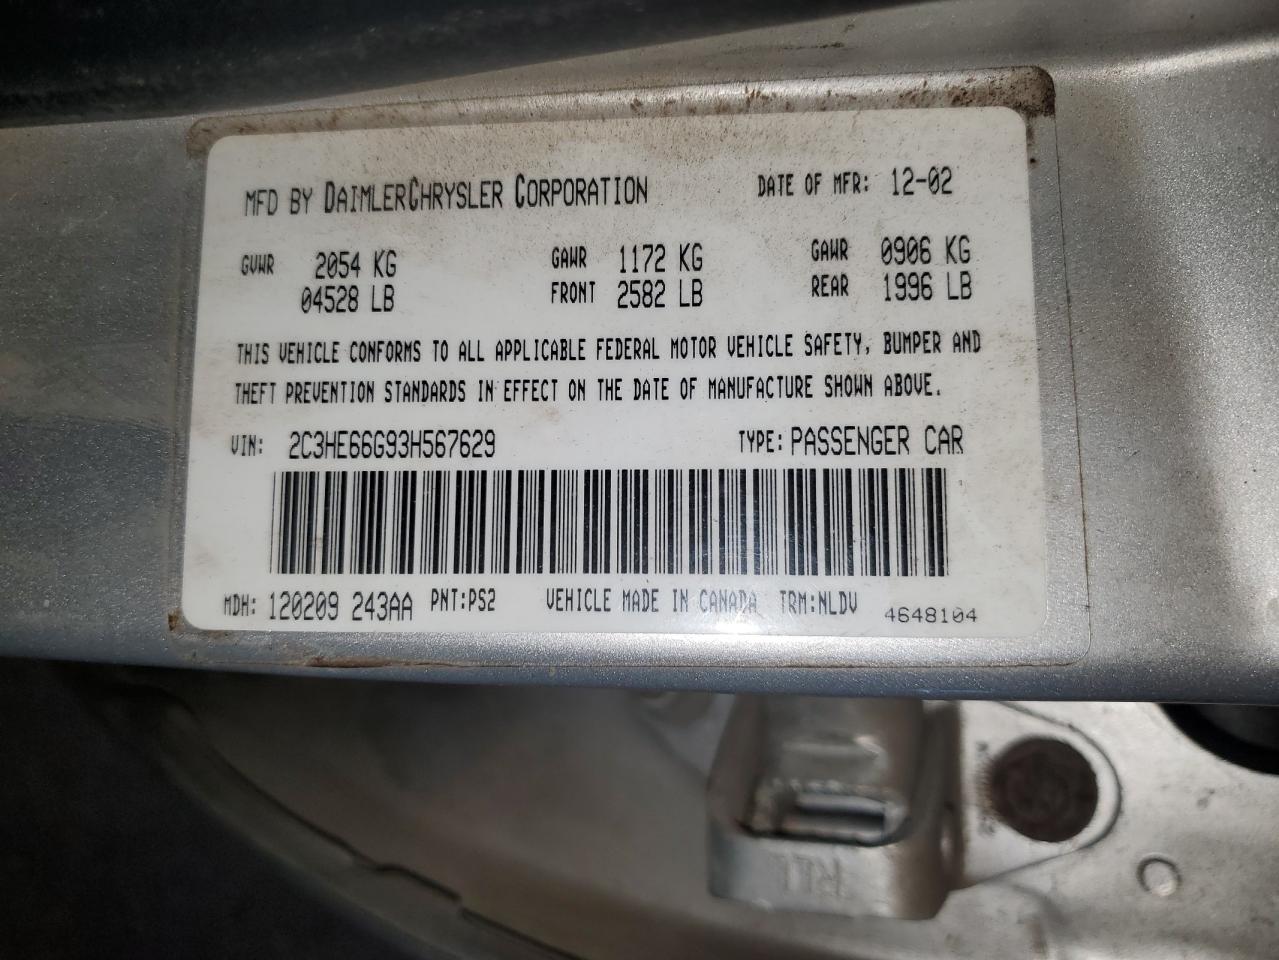 MFD BY DAIMLERCHRYSLER CORPORATION DATE OF MFR: 12-02
GVWR 2054 KG GAWR 1172 KG GAWR 0906 KG
04528 LB FRONT 2582 LB REAR 1996 LB
THIS VEHICLE CONFORMS TO ALL APPLICABLE FEDERAL MOTOR VEHICLE SAFETY, BUMPER AND
THEFT PREVENTION STANDARDS IN EFFECT ON THE DATE OF MANUFACTURE SHOWN ABOVE.
VIN: 2C3HE66G93H567629 TYPE: PASSENGER CAR
MDH: 120209 243AA PNT:PS2 VEHICLE MADE IN CANADA TRM:NLDV 4648104